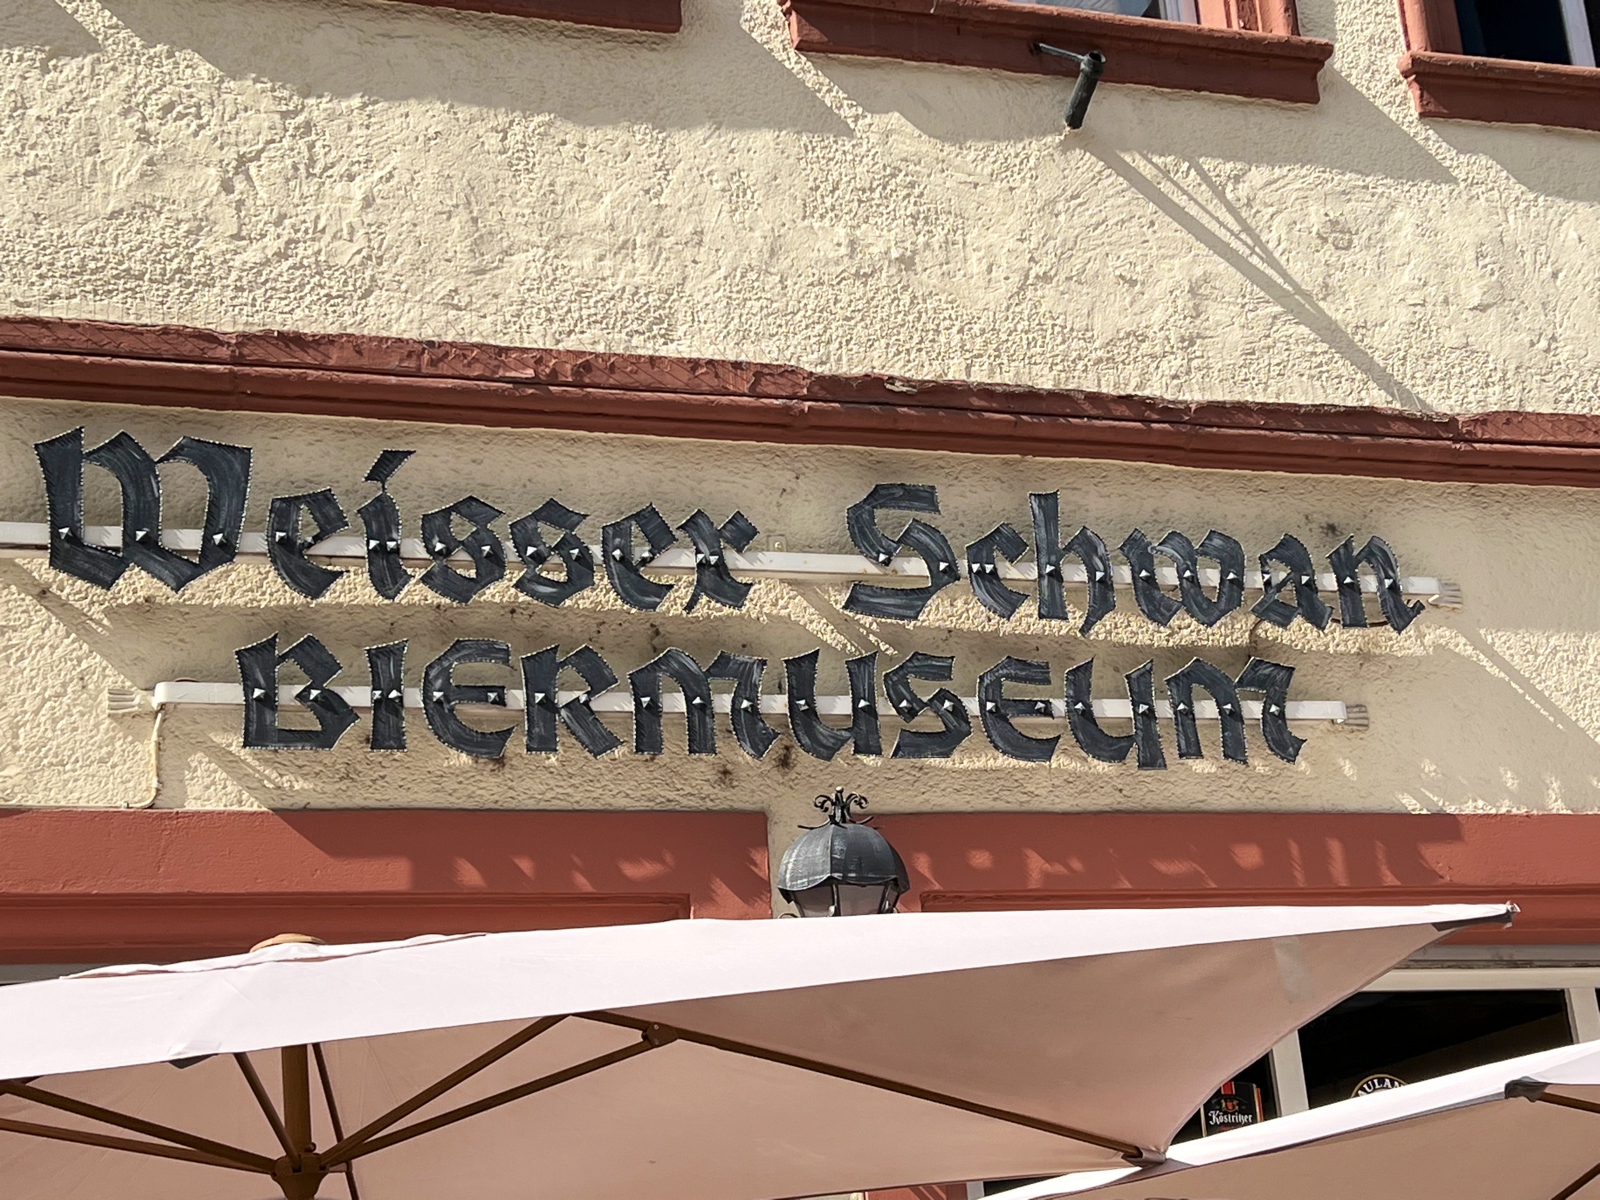 Weisser Schwan
BIERMUSEUM
Köstritzer